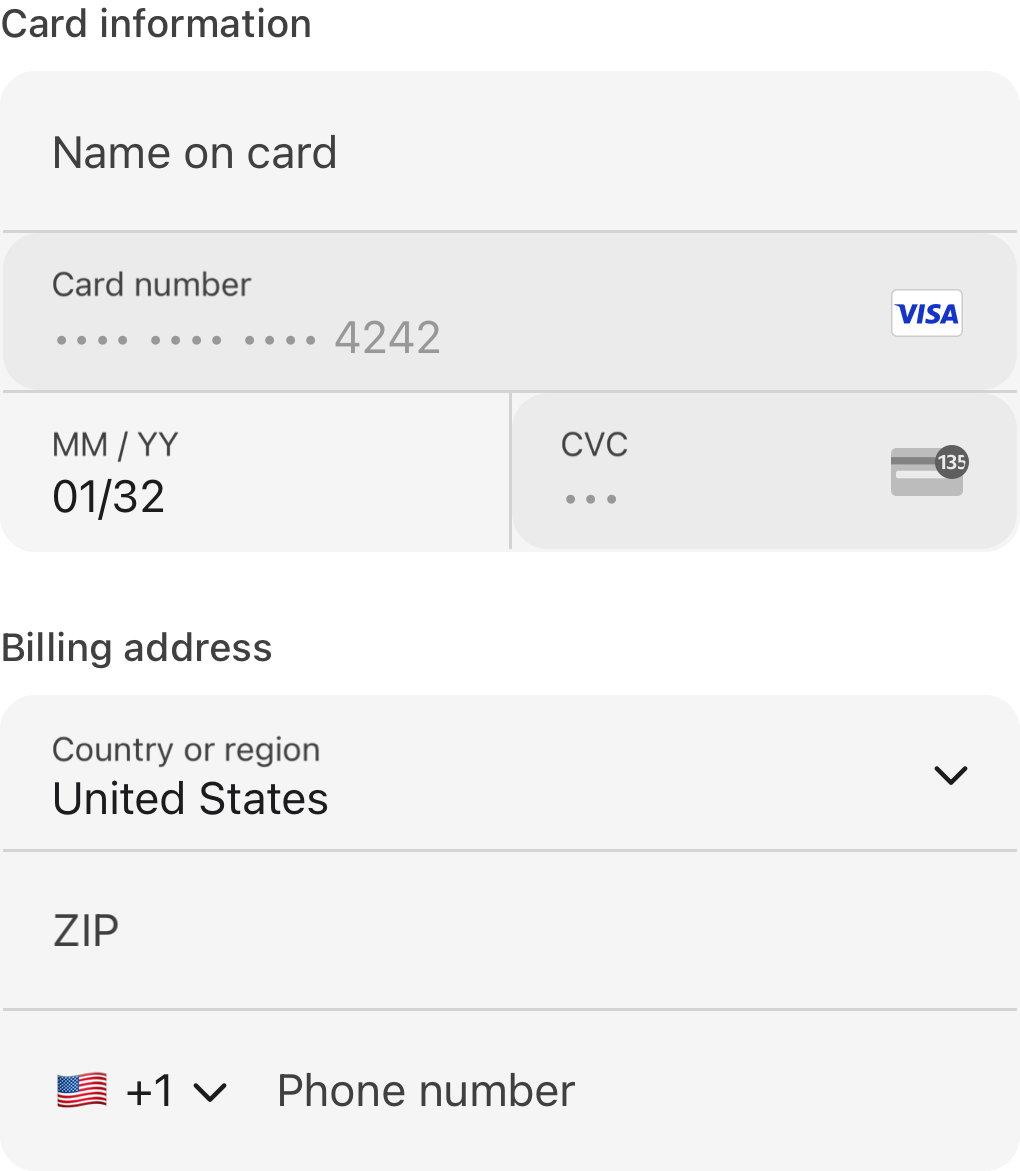 Card information
Name on card
Card number
•••• •••• •••• 4242
VISA
MM / YY
01/32
CVC
•••
135
Billing address
Country or region
United States
ZIP
+1
Phone number